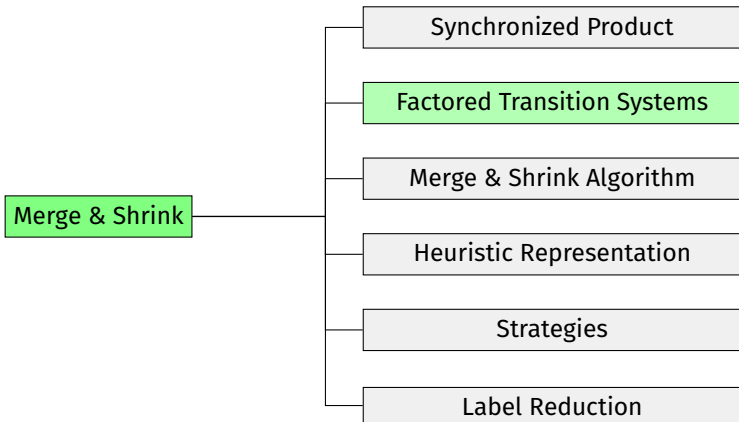 Synchronized Product
Factored Transition Systems
Merge & Shrink Algorithm
Merge & Shrink
Heuristic Representation
Strategies
Label Reduction